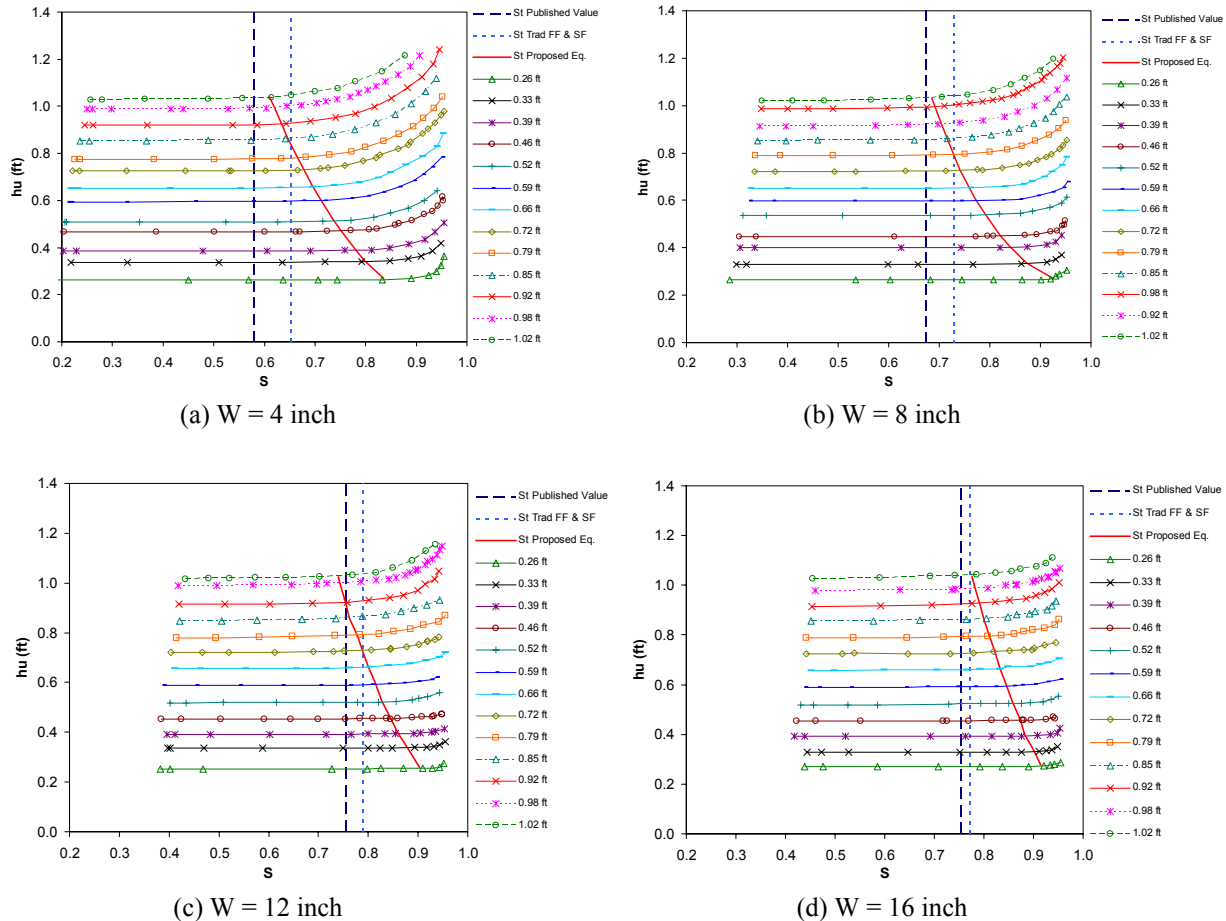 1.4
1.2
1.0
0.8
0.6
0.4
0.2
0.0
hu (ft)
0.2 0.3 0.4 0.5 0.6 0.7 0.8 0.9 1.0
S
St Published Value
St Trad FF & SF
St Proposed Eq.
0.26 ft
0.33 ft
0.39 ft
0.46 ft
0.52 ft
0.59 ft
0.66 ft
0.72 ft
0.79 ft
0.85 ft
0.92 ft
0.98 ft
1.02 ft
(a) W = 4 inch
1.4
1.2
1.0
0.8
0.6
0.4
0.2
0.0
hu (ft)
0.2 0.3 0.4 0.5 0.6 0.7 0.8 0.9 1.0
S
St Published Value
St Trad FF & SF
St Proposed Eq.
0.26 ft
0.33 ft
0.39 ft
0.46 ft
0.52 ft
0.59 ft
0.66 ft
0.72 ft
0.79 ft
0.85 ft
0.98 ft
0.92 ft
1.02 ft
(b) W = 8 inch
1.4
1.2
1.0
0.8
0.6
0.4
0.2
0.0
hu (ft)
0.2 0.3 0.4 0.5 0.6 0.7 0.8 0.9 1.0
S
St Published Value
St Trad FF & SF
St Proposed Eq.
0.26 ft
0.33 ft
0.39 ft
0.46 ft
0.52 ft
0.59 ft
0.66 ft
0.72 ft
0.79 ft
0.85 ft
0.92 ft
0.98 ft
1.02 ft
(c) W = 12 inch
1.4
1.2
1.0
0.8
0.6
0.4
0.2
0.0
hu (ft)
0.2 0.3 0.4 0.5 0.6 0.7 0.8 0.9 1.0
S
St Published Value
St Trad FF & SF
St Proposed Eq.
0.26 ft
0.33 ft
0.39 ft
0.46 ft
0.52 ft
0.59 ft
0.66 ft
0.72 ft
0.79 ft
0.85 ft
0.92 ft
0.98 ft
1.02 ft
(d) W = 16 inch